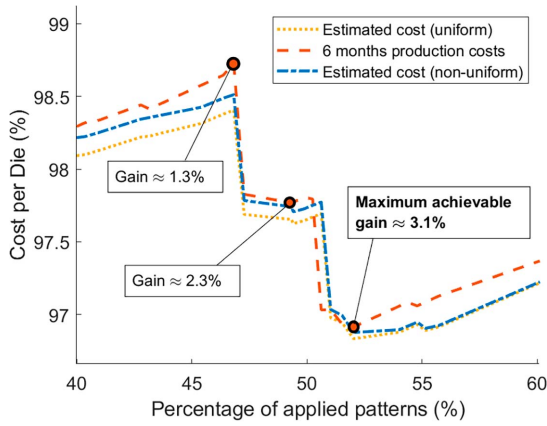 99
98.5
98
97.5
97
40
45
50
55
60
Cost per Die (%)
Percentage of applied patterns (%)
Estimated cost (uniform)
6 months production costs
Estimated cost (non-uniform)
Gain ≈ 1.3%
Gain ≈ 2.3%
Maximum achievable
gain ≈ 3.1%